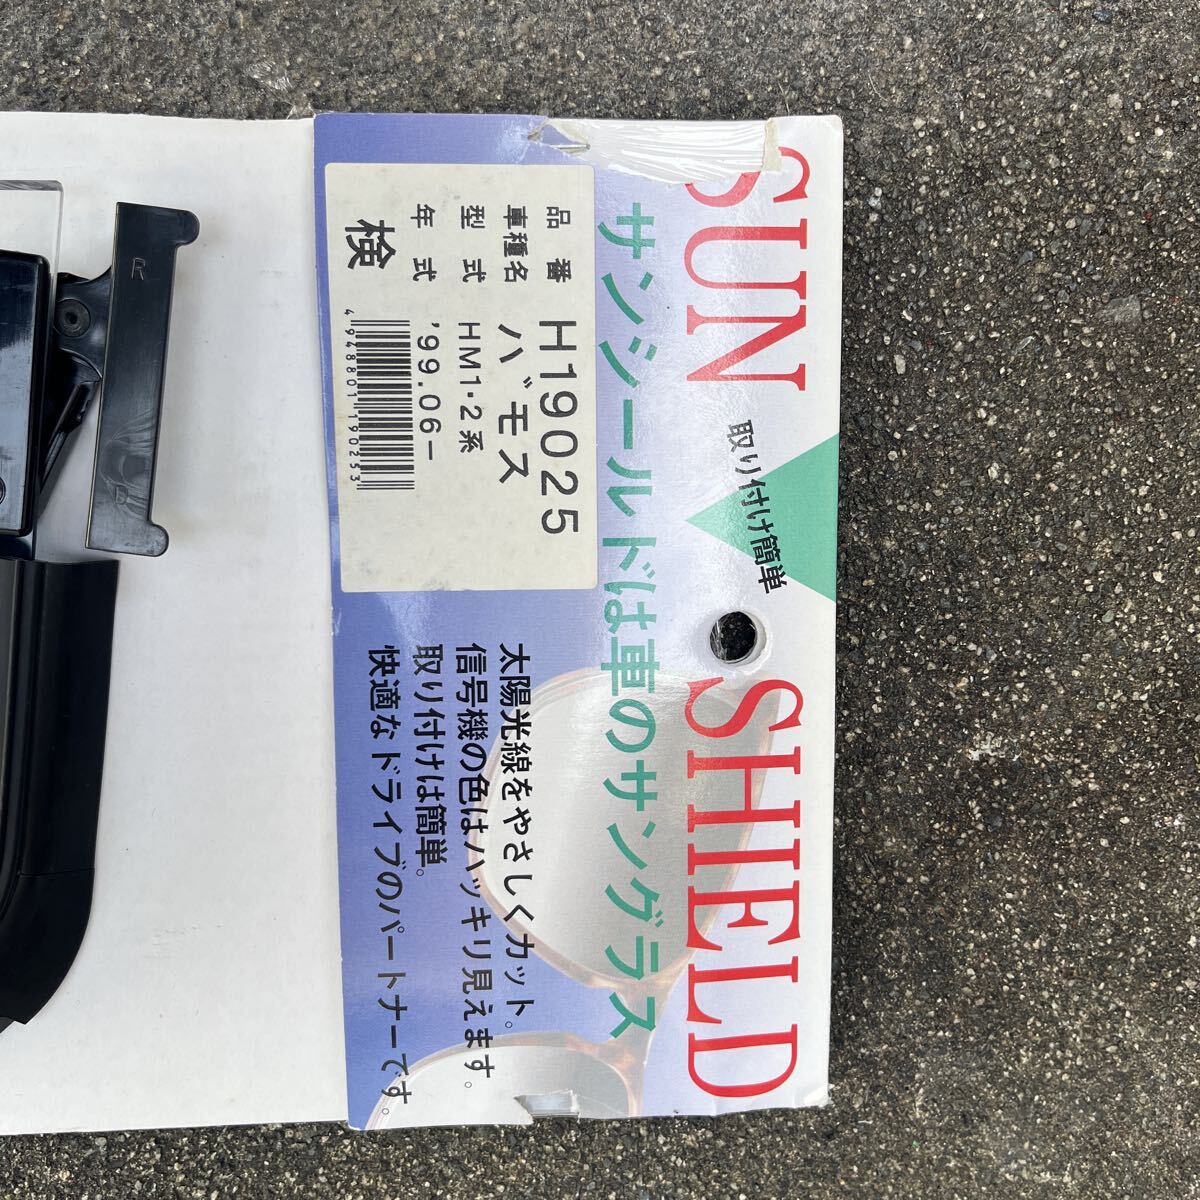 SUN SHIELD
取り付け簡単
サンシールドは車のサングラス
品番 H19025
車種名 バモス
型式 HM1・2系
年式 '99.06-
検
4948801190253
太陽光線をやさしくカット。
信号機の色はハッキリ見えます。
取り付けは簡単。
快適なドライブのパートナーです。
R